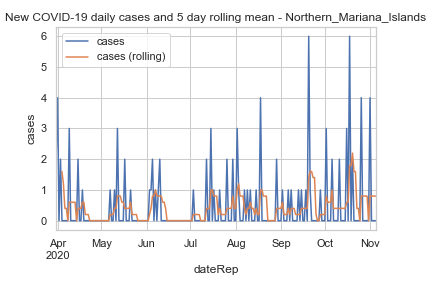 New COVID-19 daily cases and 5 day rolling mean - Northern_Mariana_Islands
cases
cases (rolling)
6
5
4
3
2
1
0
cases
Apr
2020
May
Jun
Jul
Aug
Sep
Oct
Nov
dateRep